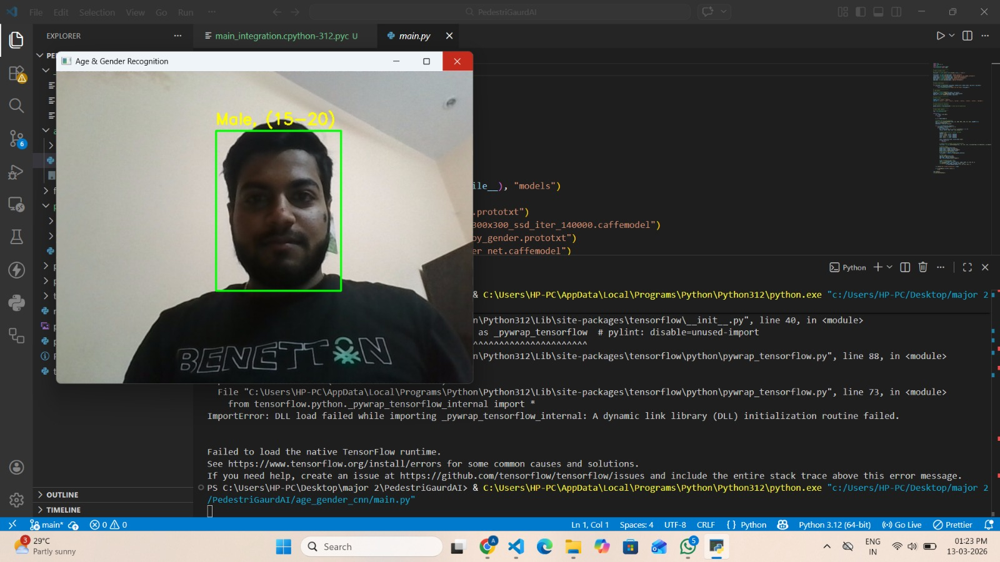 File Edit Selection View Go Run ···
PedestriGaurdAI
EXPLORER ···
main_integration.cpython-312.pyc U
main.py
PE
Age & Gender Recognition
Male, (15-20)
BENETTON
ile__), "models")
.prototxt")
300x300_ssd_iter_140000.caffemodel")
oy_gender.prototxt")
er_net.caffemodel")
Python
& C:\Users\HP-PC\AppData\Local\Programs\Python\Python312\python.exe "c:/Users/HP-PC/Desktop/major 2
n\Python312\Lib\site-packages\tensorflow\__init__.py", line 40, in <module>
as _pywrap_tensorflow # pylint: disable=unused-import
^^^^^^^^^^^^^^^^^^^^^^
n\Python312\Lib\site-packages\tensorflow\python\pywrap_tensorflow.py", line 88, in <module>
File "C:\Users\HP-PC\AppData\Local\Programs\Python\Python312\Lib\site-packages\tensorflow\python\pywrap_tensorflow.py", line 73, in <module>
from tensorflow.python._pywrap_tensorflow_internal import *
ImportError: DLL load failed while importing _pywrap_tensorflow_internal: A dynamic link library (DLL) initialization routine failed.
Failed to load the native TensorFlow runtime.
See https://www.tensorflow.org/install/errors for some common causes and solutions.
If you need help, create an issue at https://github.com/tensorflow/tensorflow/issues and include the entire stack trace above this error message.
PS C:\Users\HP-PC\Desktop\major 2\PedestriGaurdAI> & C:\Users\HP-PC\AppData\Local\Programs\Python\Python312\python.exe "c:/Users/HP-PC/Desktop/major 2
/PedestriGaurdAI/age_gender_cnn/main.py"
6
OUTLINE
TIMELINE
main* 0 0 Ln 1, Col 1 Spaces: 4 UTF-8 CRLF { } Python Python 3.12 (64-bit) Go Live Prettier
3
29°C
Partly sunny
Search
A
5
ENG
IN
01:23 PM
13-03-2026